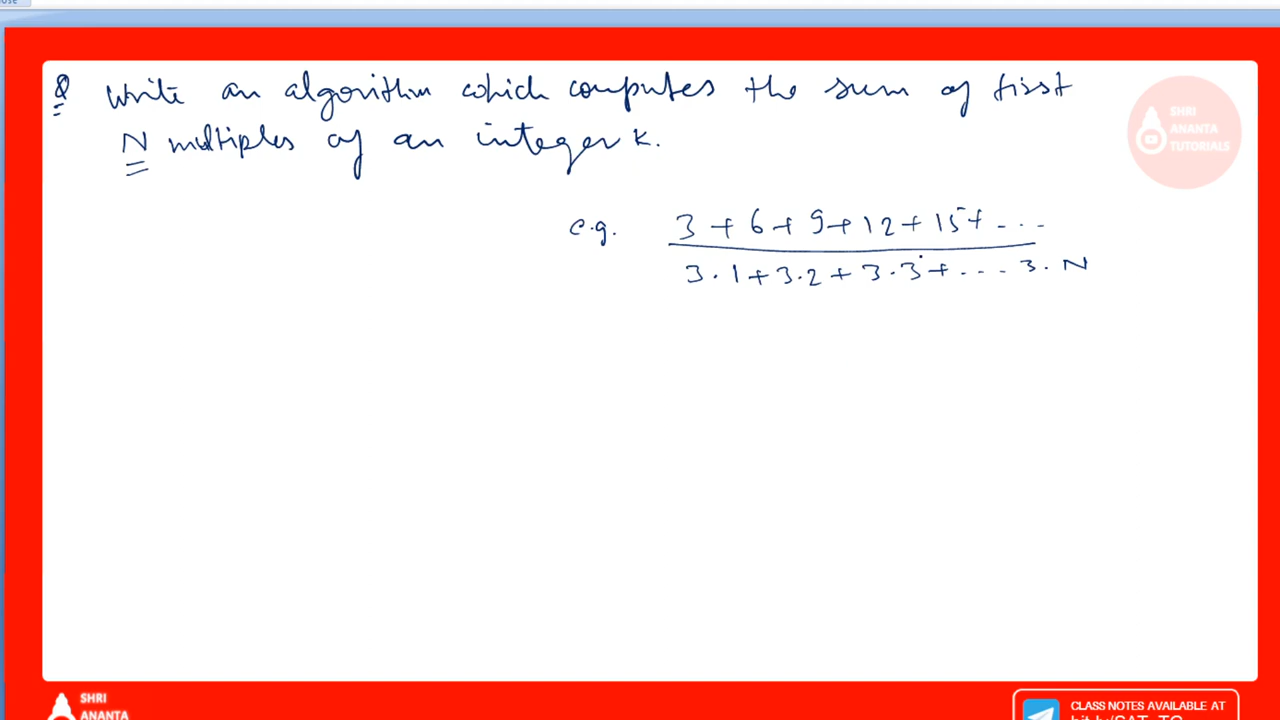 Q Write an algorithm which computes the sum of first
N multiples of an integer K.
e.g. 3 + 6 + 9 + 12 + 15 + ...
3.1 + 3.2 + 3.3 + .... 3. N
SHRI
ANANTA
TUTORIALS
SHRI
ANANTA
CLASS NOTES AVAILABLE AT